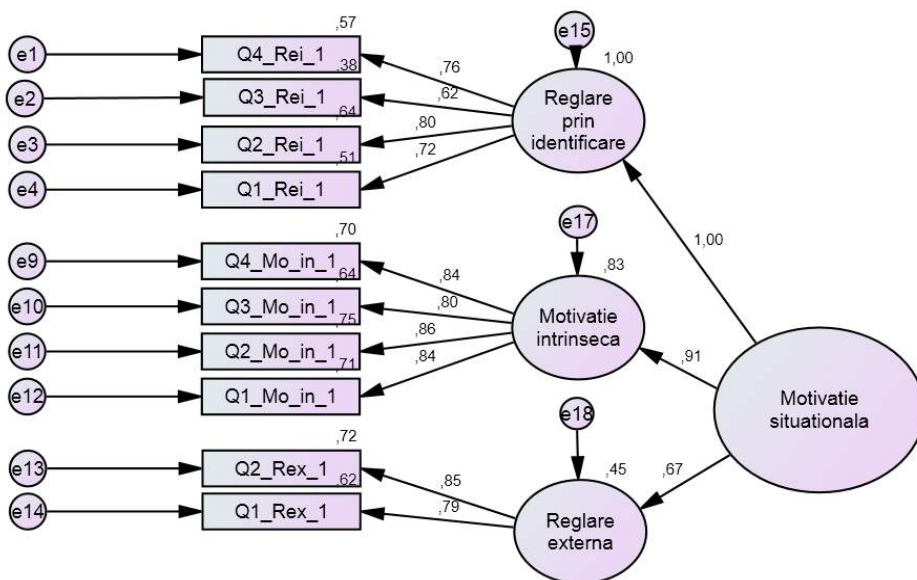 ,57
e1
Q4_Rei_1
,38
e2
Q3_Rei_1
,64
e3
Q2_Rei_1
,51
e4
Q1_Rei_1
,76
,62
,80
,72
e15
1,00
Reglare
prin
identificare
,70
e9
Q4_Mo_in_1
,64
e10
Q3_Mo_in_1
,75
e11
Q2_Mo_in_1
,71
e12
Q1_Mo_in_1
,84
,80
,86
,84
e17
,83
Motivatie
intrinseca
,72
e13
Q2_Rex_1
,62
e14
Q1_Rex_1
,85
,79
e18
,45
Reglare
externa
1,00
,91
,67
Motivatie
situationala